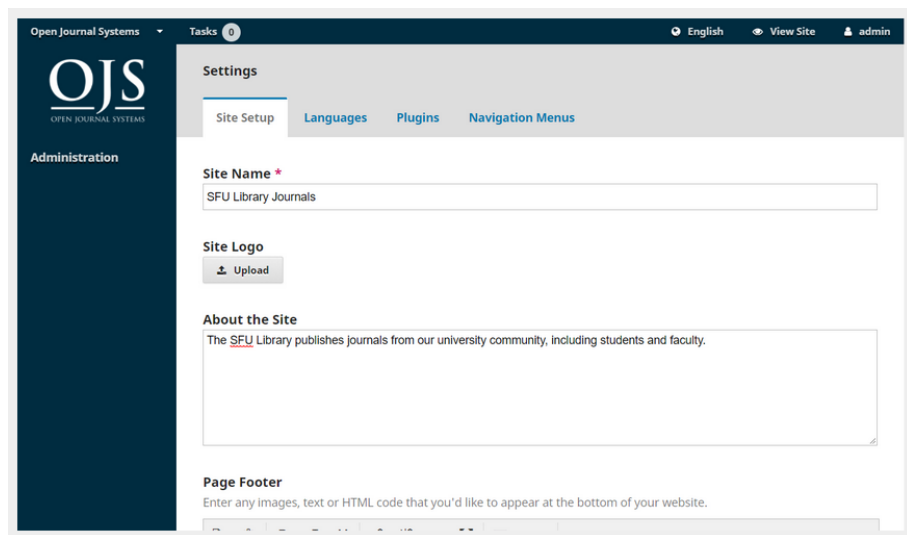 Open Journal Systems Tasks 0 English View Site admin
OJS
OPEN JOURNAL SYSTEMS
Administration
Settings
Site Setup Languages Plugins Navigation Menus
Site Name *
SFU Library Journals
Site Logo
Upload
About the Site
The SFU Library publishes journals from our university community, including students and faculty.
Page Footer
Enter any images, text or HTML code that you'd like to appear at the bottom of your website.